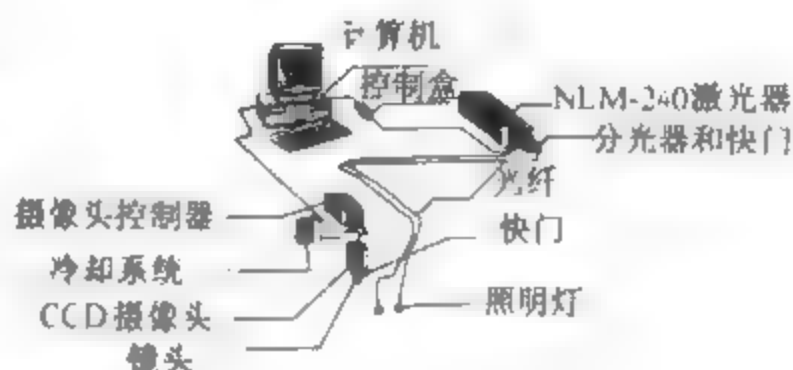 计算机
控制盒
NLM-240激光器
分光器和快门
光纤
摄像头控制器
快门
冷却系统
照明灯
CCD摄像头
镜头